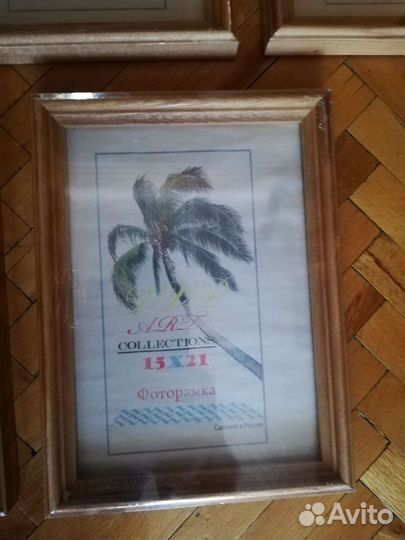 ART
COLLECTIONS
15X21
Фоторамка
Сделано в России
Avito